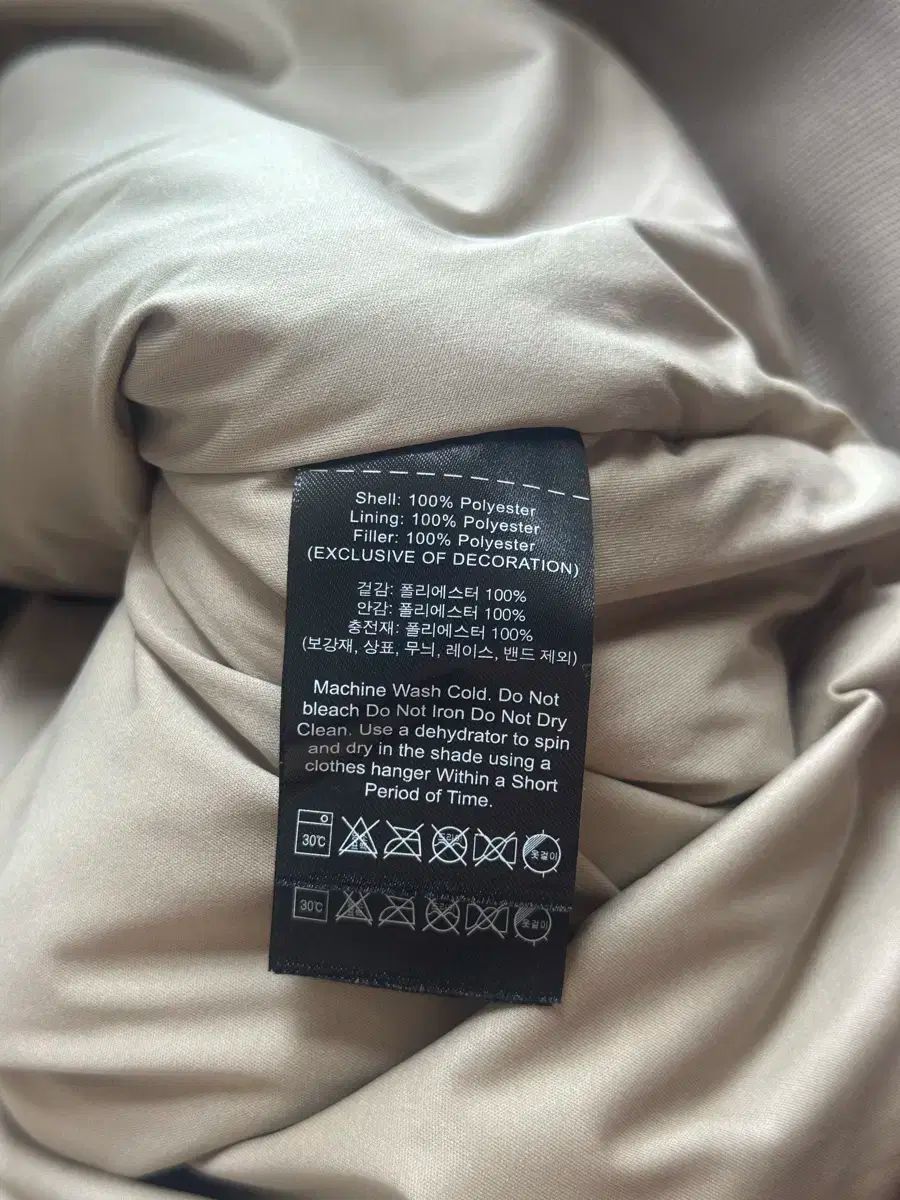 Shell: 100% Polyester
Lining: 100% Polyester
Filler: 100% Polyester
(EXCLUSIVE OF DECORATION)
겉감: 폴리에스터 100%
안감: 폴리에스터 100%
충전재: 폴리에스터 100%
(보강재, 상표, 무늬, 레이스, 밴드 제외)
Machine Wash Cold. Do Not
bleach Do Not Iron Do Not Dry
Clean. Use a dehydrator to spin
and dry in the shade using a
clothes hanger Within a Short
Period of Time.
30℃ 옷걸이
30℃ 옷걸이